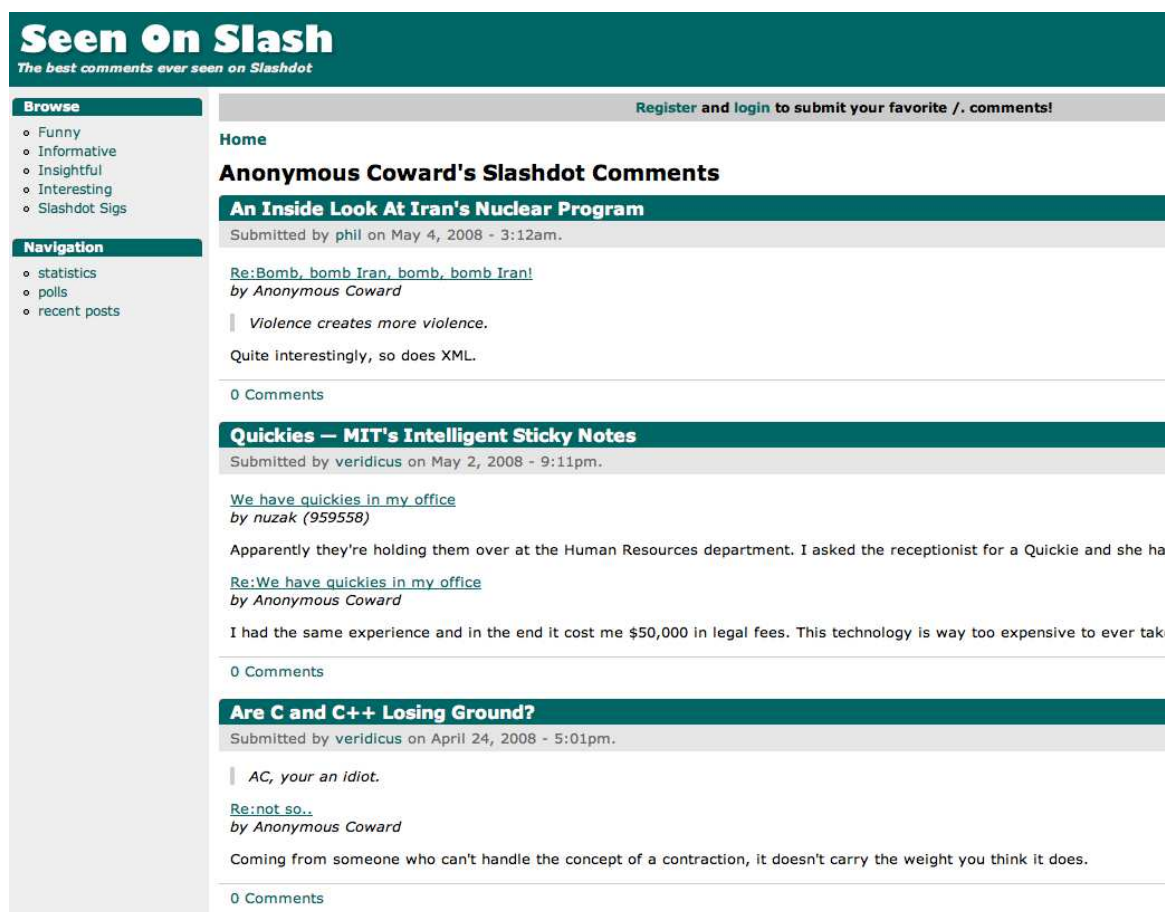 Seen On Slash
The best comments ever seen on Slashdot
Browse
Funny
Informative
Insightful
Interesting
Slashdot Sigs
Navigation
statistics
polls
recent posts
Register and login to submit your favorite /. comments!
Home
Anonymous Coward's Slashdot Comments
An Inside Look At Iran's Nuclear Program
Submitted by phil on May 4, 2008 - 3:12am.
Re:Bomb, bomb Iran, bomb, bomb Iran!
by Anonymous Coward
Violence creates more violence.
Quite interestingly, so does XML.
0 Comments
Quickies — MIT's Intelligent Sticky Notes
Submitted by veridicus on May 2, 2008 - 9:11pm.
We have quickies in my office
by nuzak (959558)
Apparently they're holding them over at the Human Resources department. I asked the receptionist for a Quickie and she ha
Re:We have quickies in my office
by Anonymous Coward
I had the same experience and in the end it cost me $50,000 in legal fees. This technology is way too expensive to ever tak
0 Comments
Are C and C++ Losing Ground?
Submitted by veridicus on April 24, 2008 - 5:01pm.
AC, your an idiot.
Re:not so..
by Anonymous Coward
Coming from someone who can't handle the concept of a contraction, it doesn't carry the weight you think it does.
0 Comments